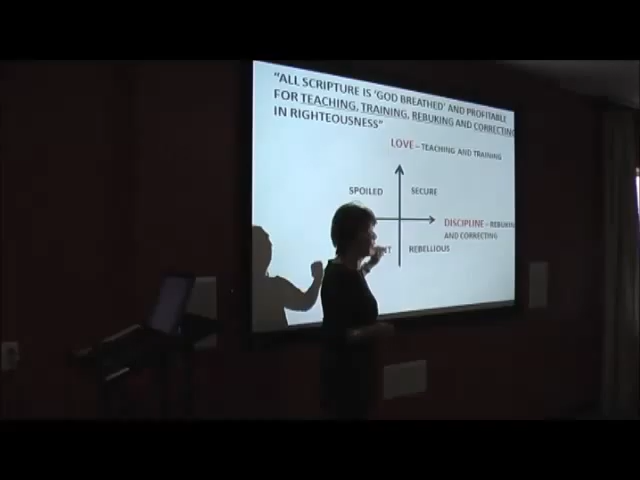 "ALL SCRIPTURE IS 'GOD BREATHED' AND PROFITABLE
FOR TEACHING, TRAINING, REBUKING AND CORRECTING
IN RIGHTEOUSNESS"
LOVE – TEACHING AND TRAINING
SPOILED SECURE
DISCIPLINE – REBUKING
AND CORRECTING
NT REBELLIOUS